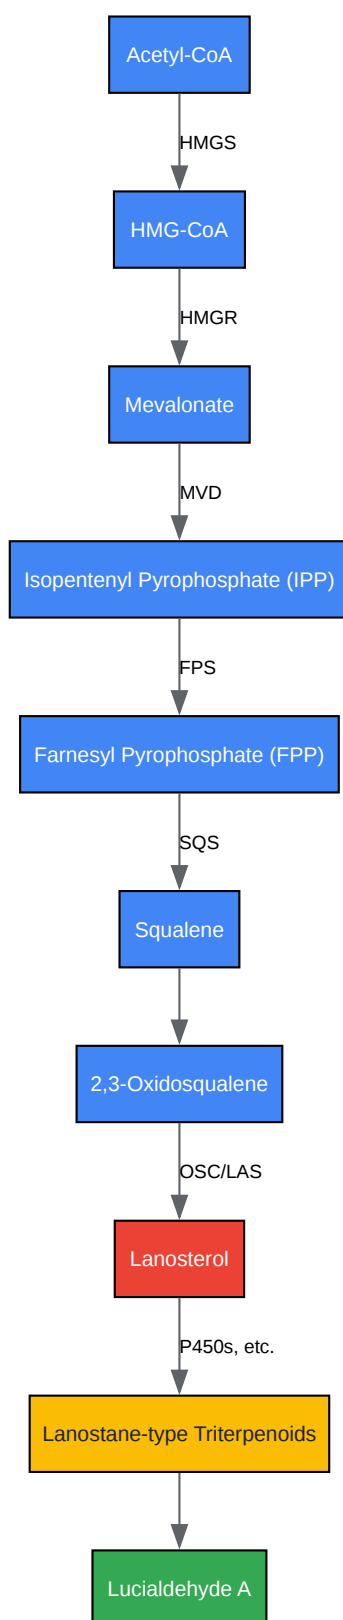 Acetyl-CoA
HMGS
HMG-CoA
HMGR
Mevalonate
MVD
Isopentenyl Pyrophosphate (IPP)
FPS
Farnesyl Pyrophosphate (FPP)
SQS
Squalene
2,3-Oxidosqualene
OSC/LAS
Lanosterol
P450s, etc.
Lanostane-type Triterpenoids
Lucialdehyde A